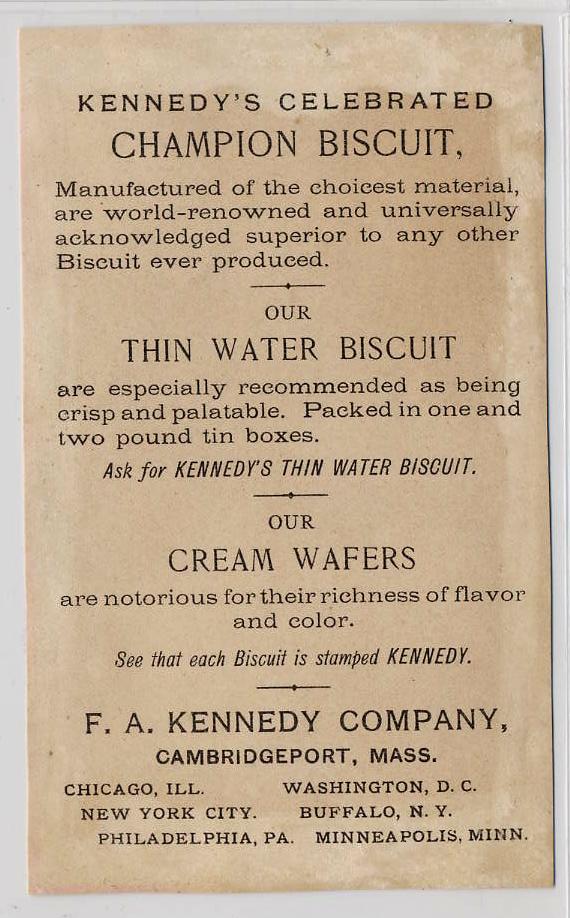 KENNEDY'S CELEBRATED
CHAMPION BISCUIT,
Manufactured of the choicest material,
are world-renowned and universally
acknowledged superior to any other
Biscuit ever produced.
OUR
THIN WATER BISCUIT
are especially recommended as being
crisp and palatable. Packed in one and
two pound tin boxes.
Ask for KENNEDY'S THIN WATER BISCUIT.
OUR
CREAM WAFERS
are notorious for their richness of flavor
and color.
See that each Biscuit is stamped KENNEDY.
F. A. KENNEDY COMPANY,
CAMBRIDGEPORT, MASS.
CHICAGO, ILL. WASHINGTON, D. C.
NEW YORK CITY. BUFFALO, N. Y.
PHILADELPHIA, PA. MINNEAPOLIS, MINN.